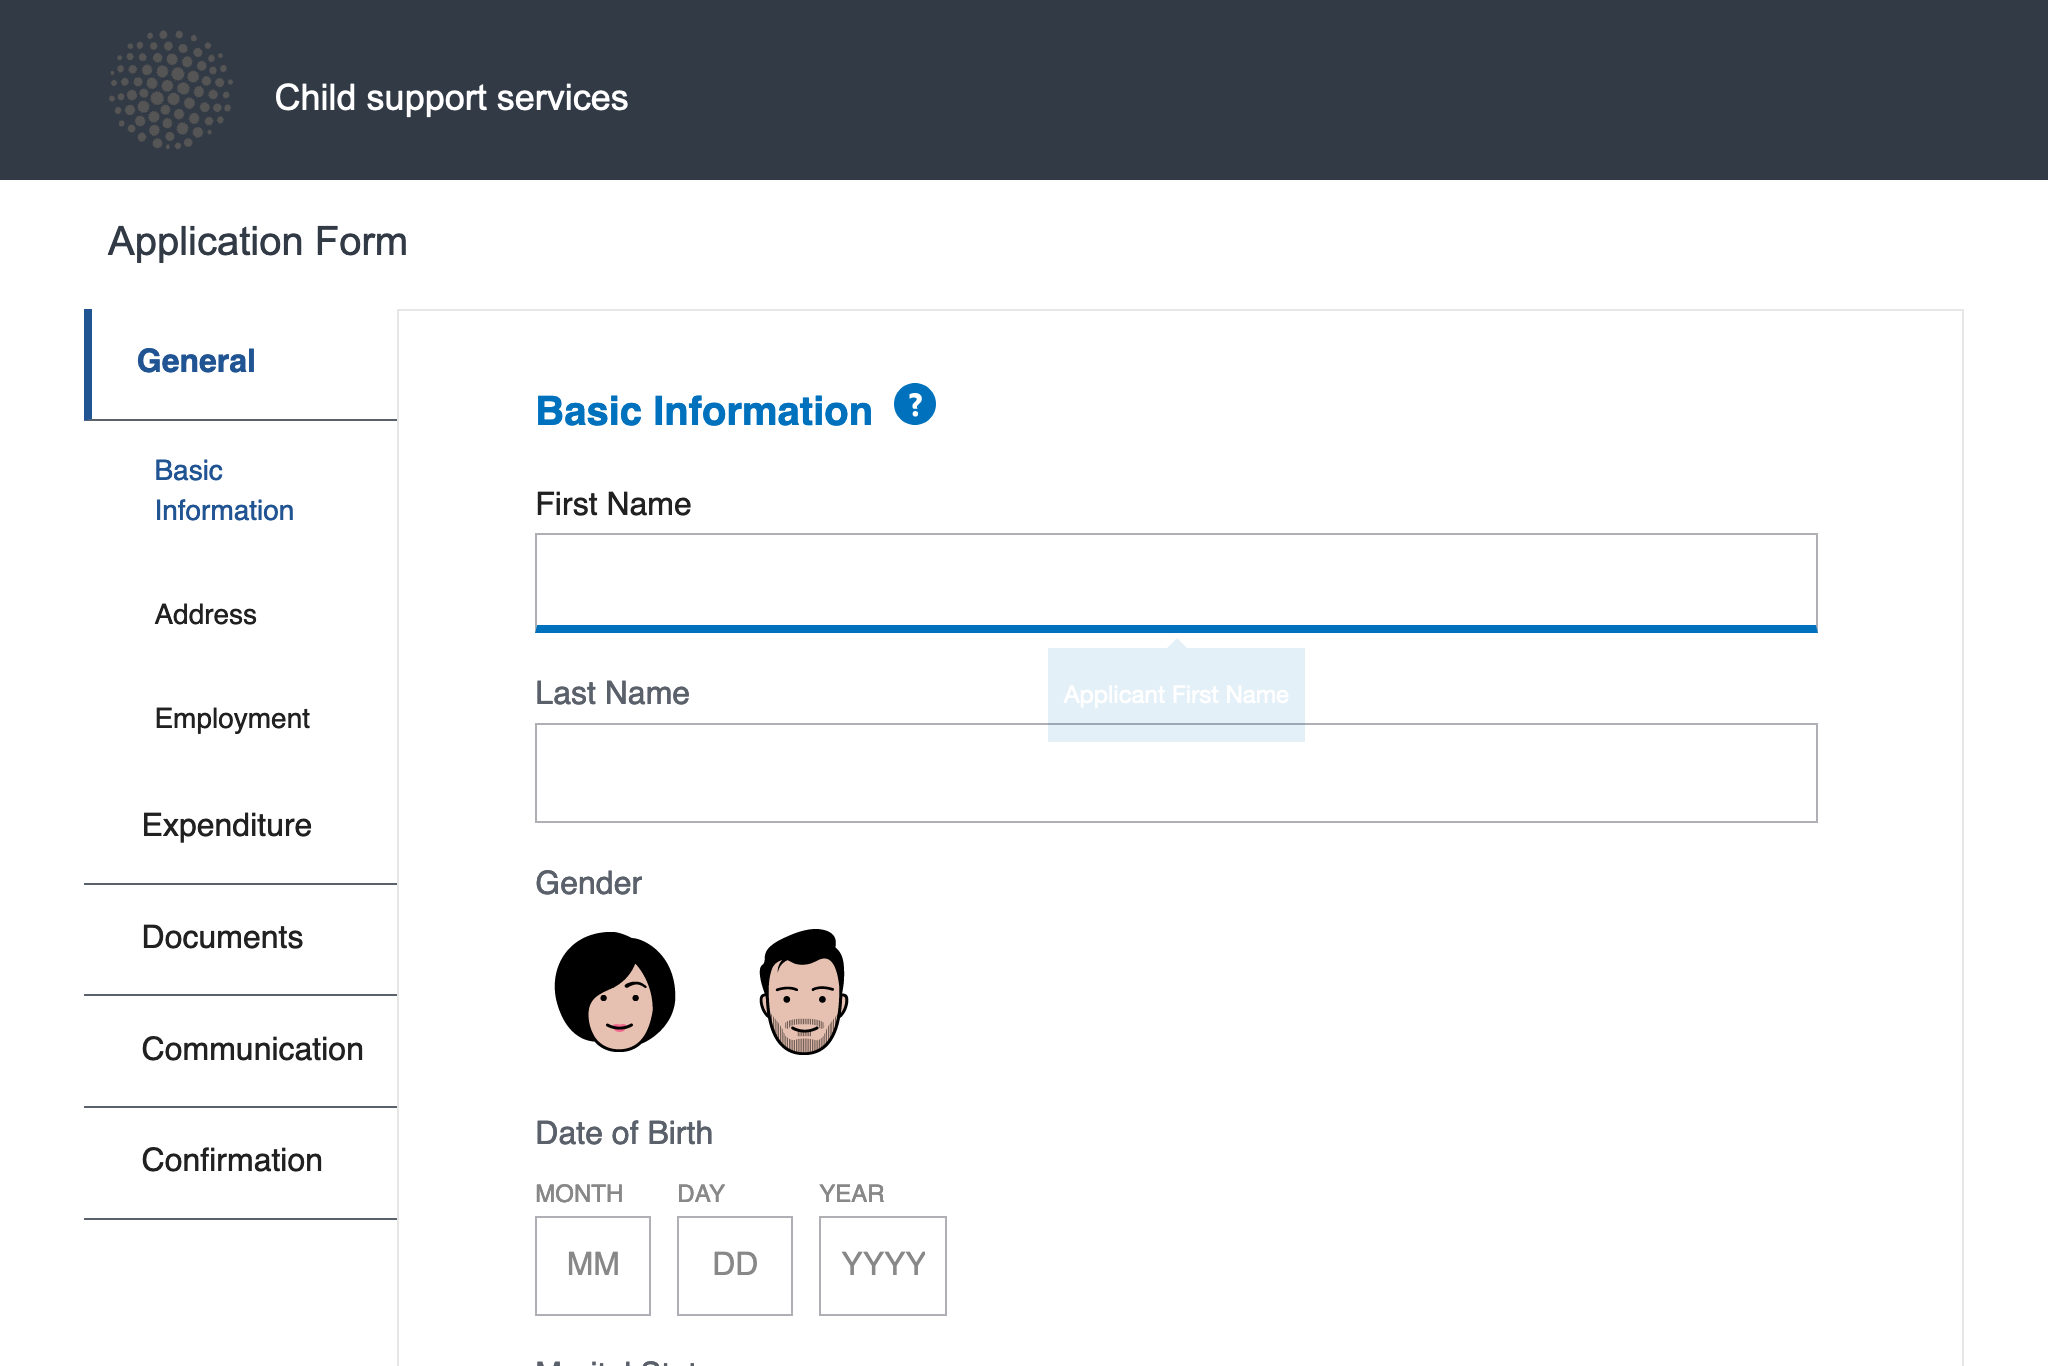 Child support services
Application Form
General
Basic
Information
Address
Employment
Expenditure
Documents
Communication
Confirmation
Basic Information ?
First Name
Applicant First Name
Last Name
Gender
Date of Birth
MONTH DAY YEAR
MM DD YYYY